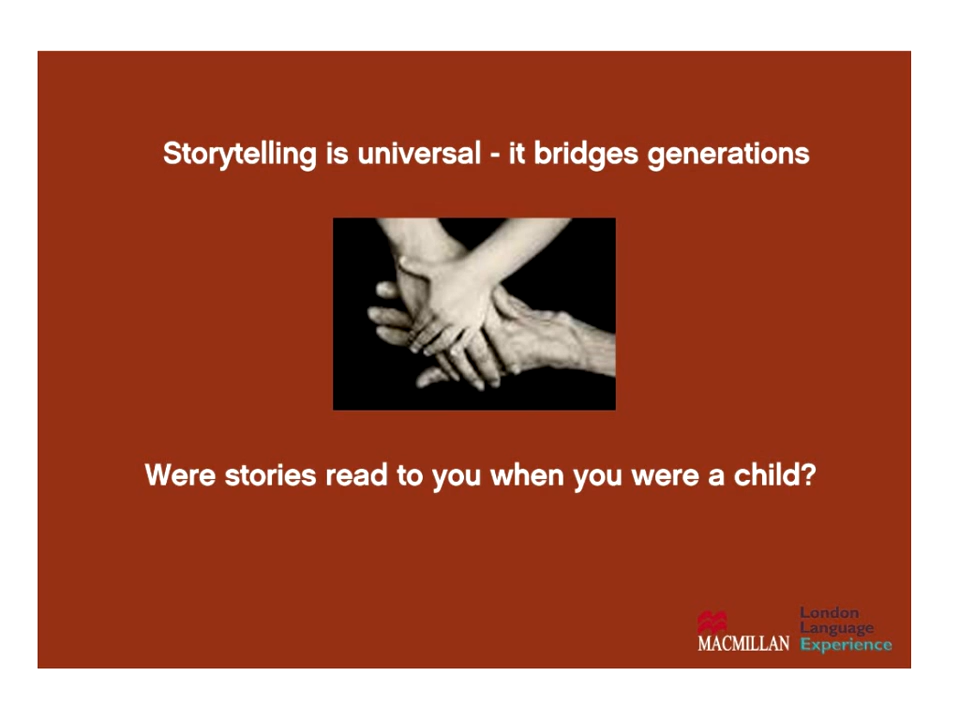 Storytelling is universal - it bridges generations
Were stories read to you when you were a child?
MACMILLAN
London
Language
Experience